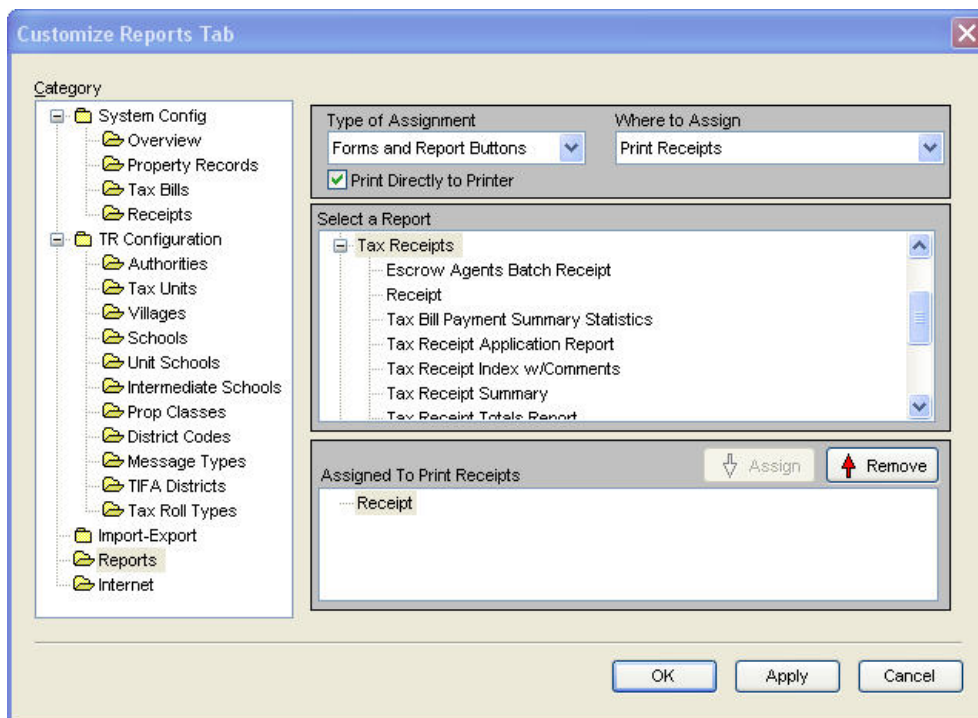 Customize Reports Tab
Category
System Config
Overview
Property Records
Tax Bills
Receipts
TR Configuration
Authorities
Tax Units
Villages
Schools
Unit Schools
Intermediate Schools
Prop Classes
District Codes
Message Types
TIFA Districts
Tax Roll Types
Import-Export
Reports
Internet
Type of Assignment
Forms and Report Buttons
Print Directly to Printer
Where to Assign
Print Receipts
Select a Report
Tax Receipts
Escrow Agents Batch Receipt
Receipt
Tax Bill Payment Summary Statistics
Tax Receipt Application Report
Tax Receipt Index w/Comments
Tax Receipt Summary
Tax Receipt Totals Report
Assigned To Print Receipts
Assign
Remove
Receipt
OK
Apply
Cancel